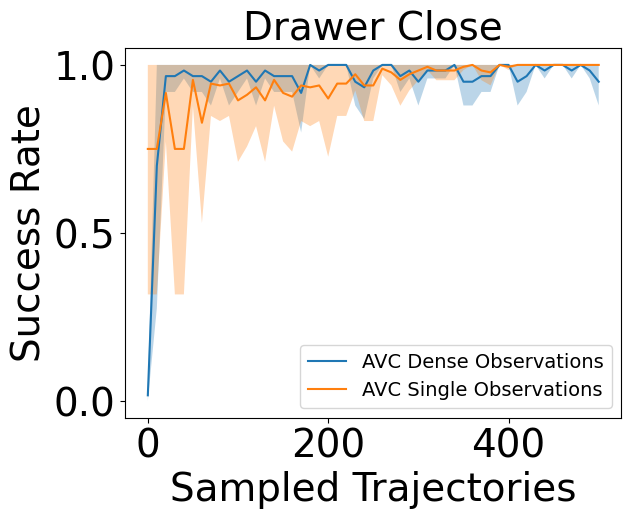 Drawer Close
1.0
0.5
0.0
Success Rate
AVC Dense Observations
AVC Single Observations
0 200 400
Sampled Trajectories